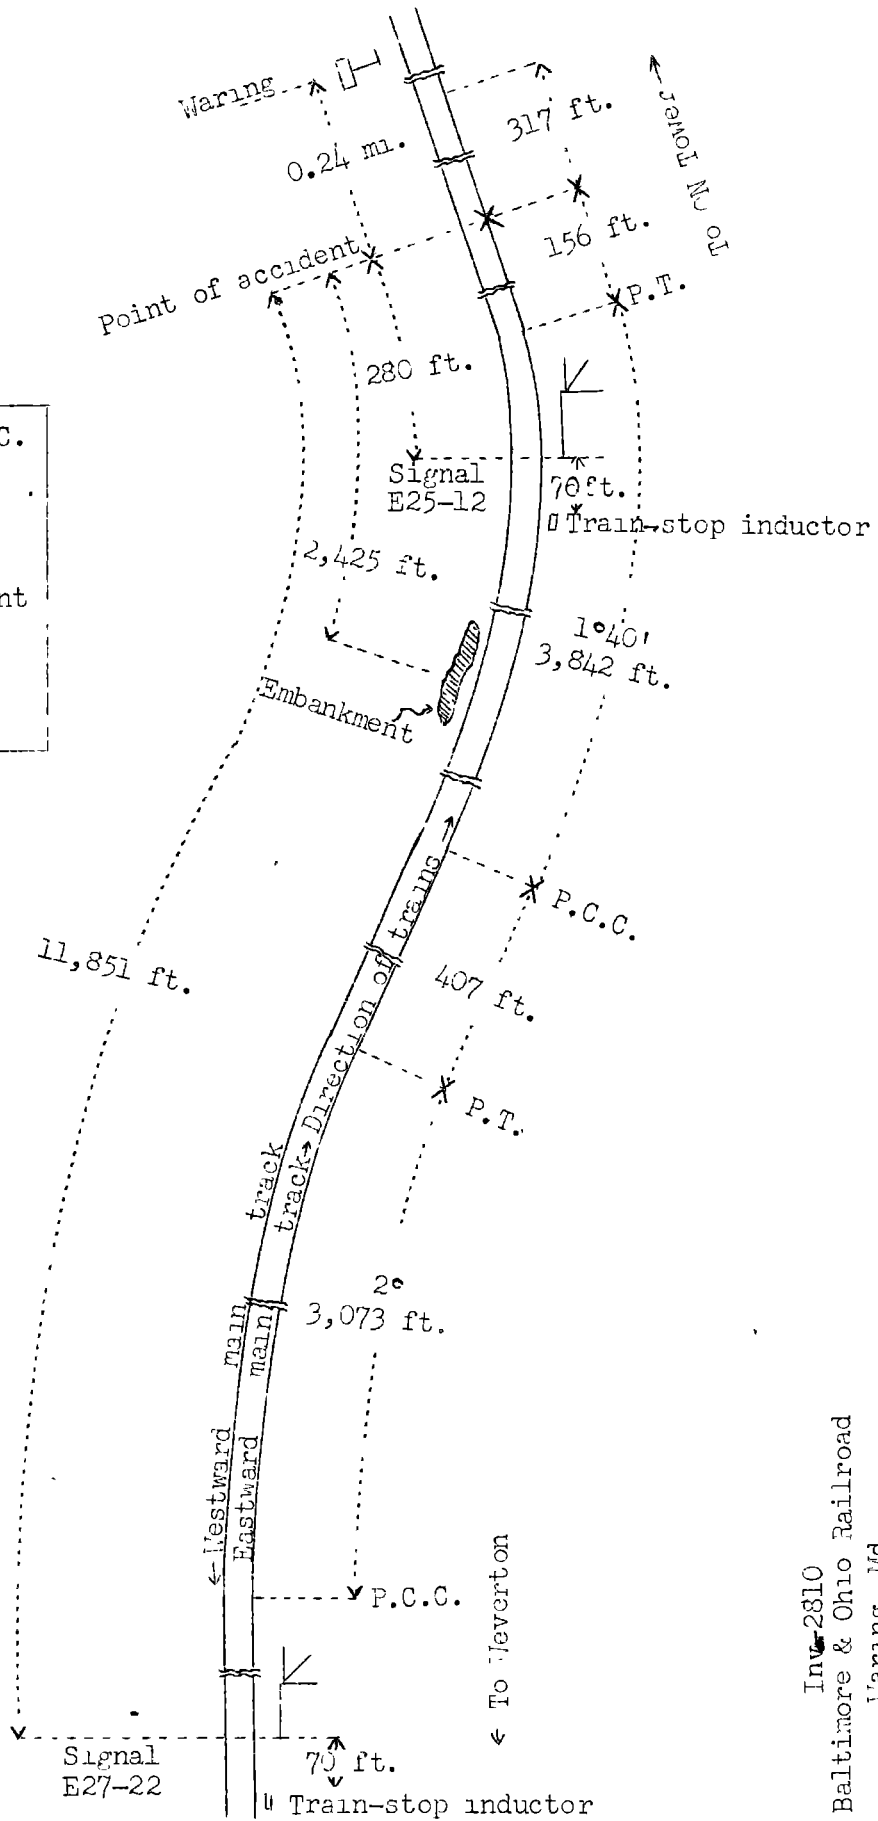 Waring
0.24 mi.
317 ft.
To QN Tower
156 ft.
Point of accident
P.T.
280 ft.
C.
Signal
E25-12
70 ft.
Train-stop inductor
2,425 ft.
nt
1°40'
3,842 ft.
Embankment
P.C.C.
11,851 ft.
407 ft.
Direction of trains
P.T.
track
track
2°
3,073 ft.
main
main
Westward
Eastward
P.C.C.
To Weverton
Signal
E27-22
70 ft.
Train-stop inductor
Inv-2810
Baltimore & Ohio Railroad
Waring, Md